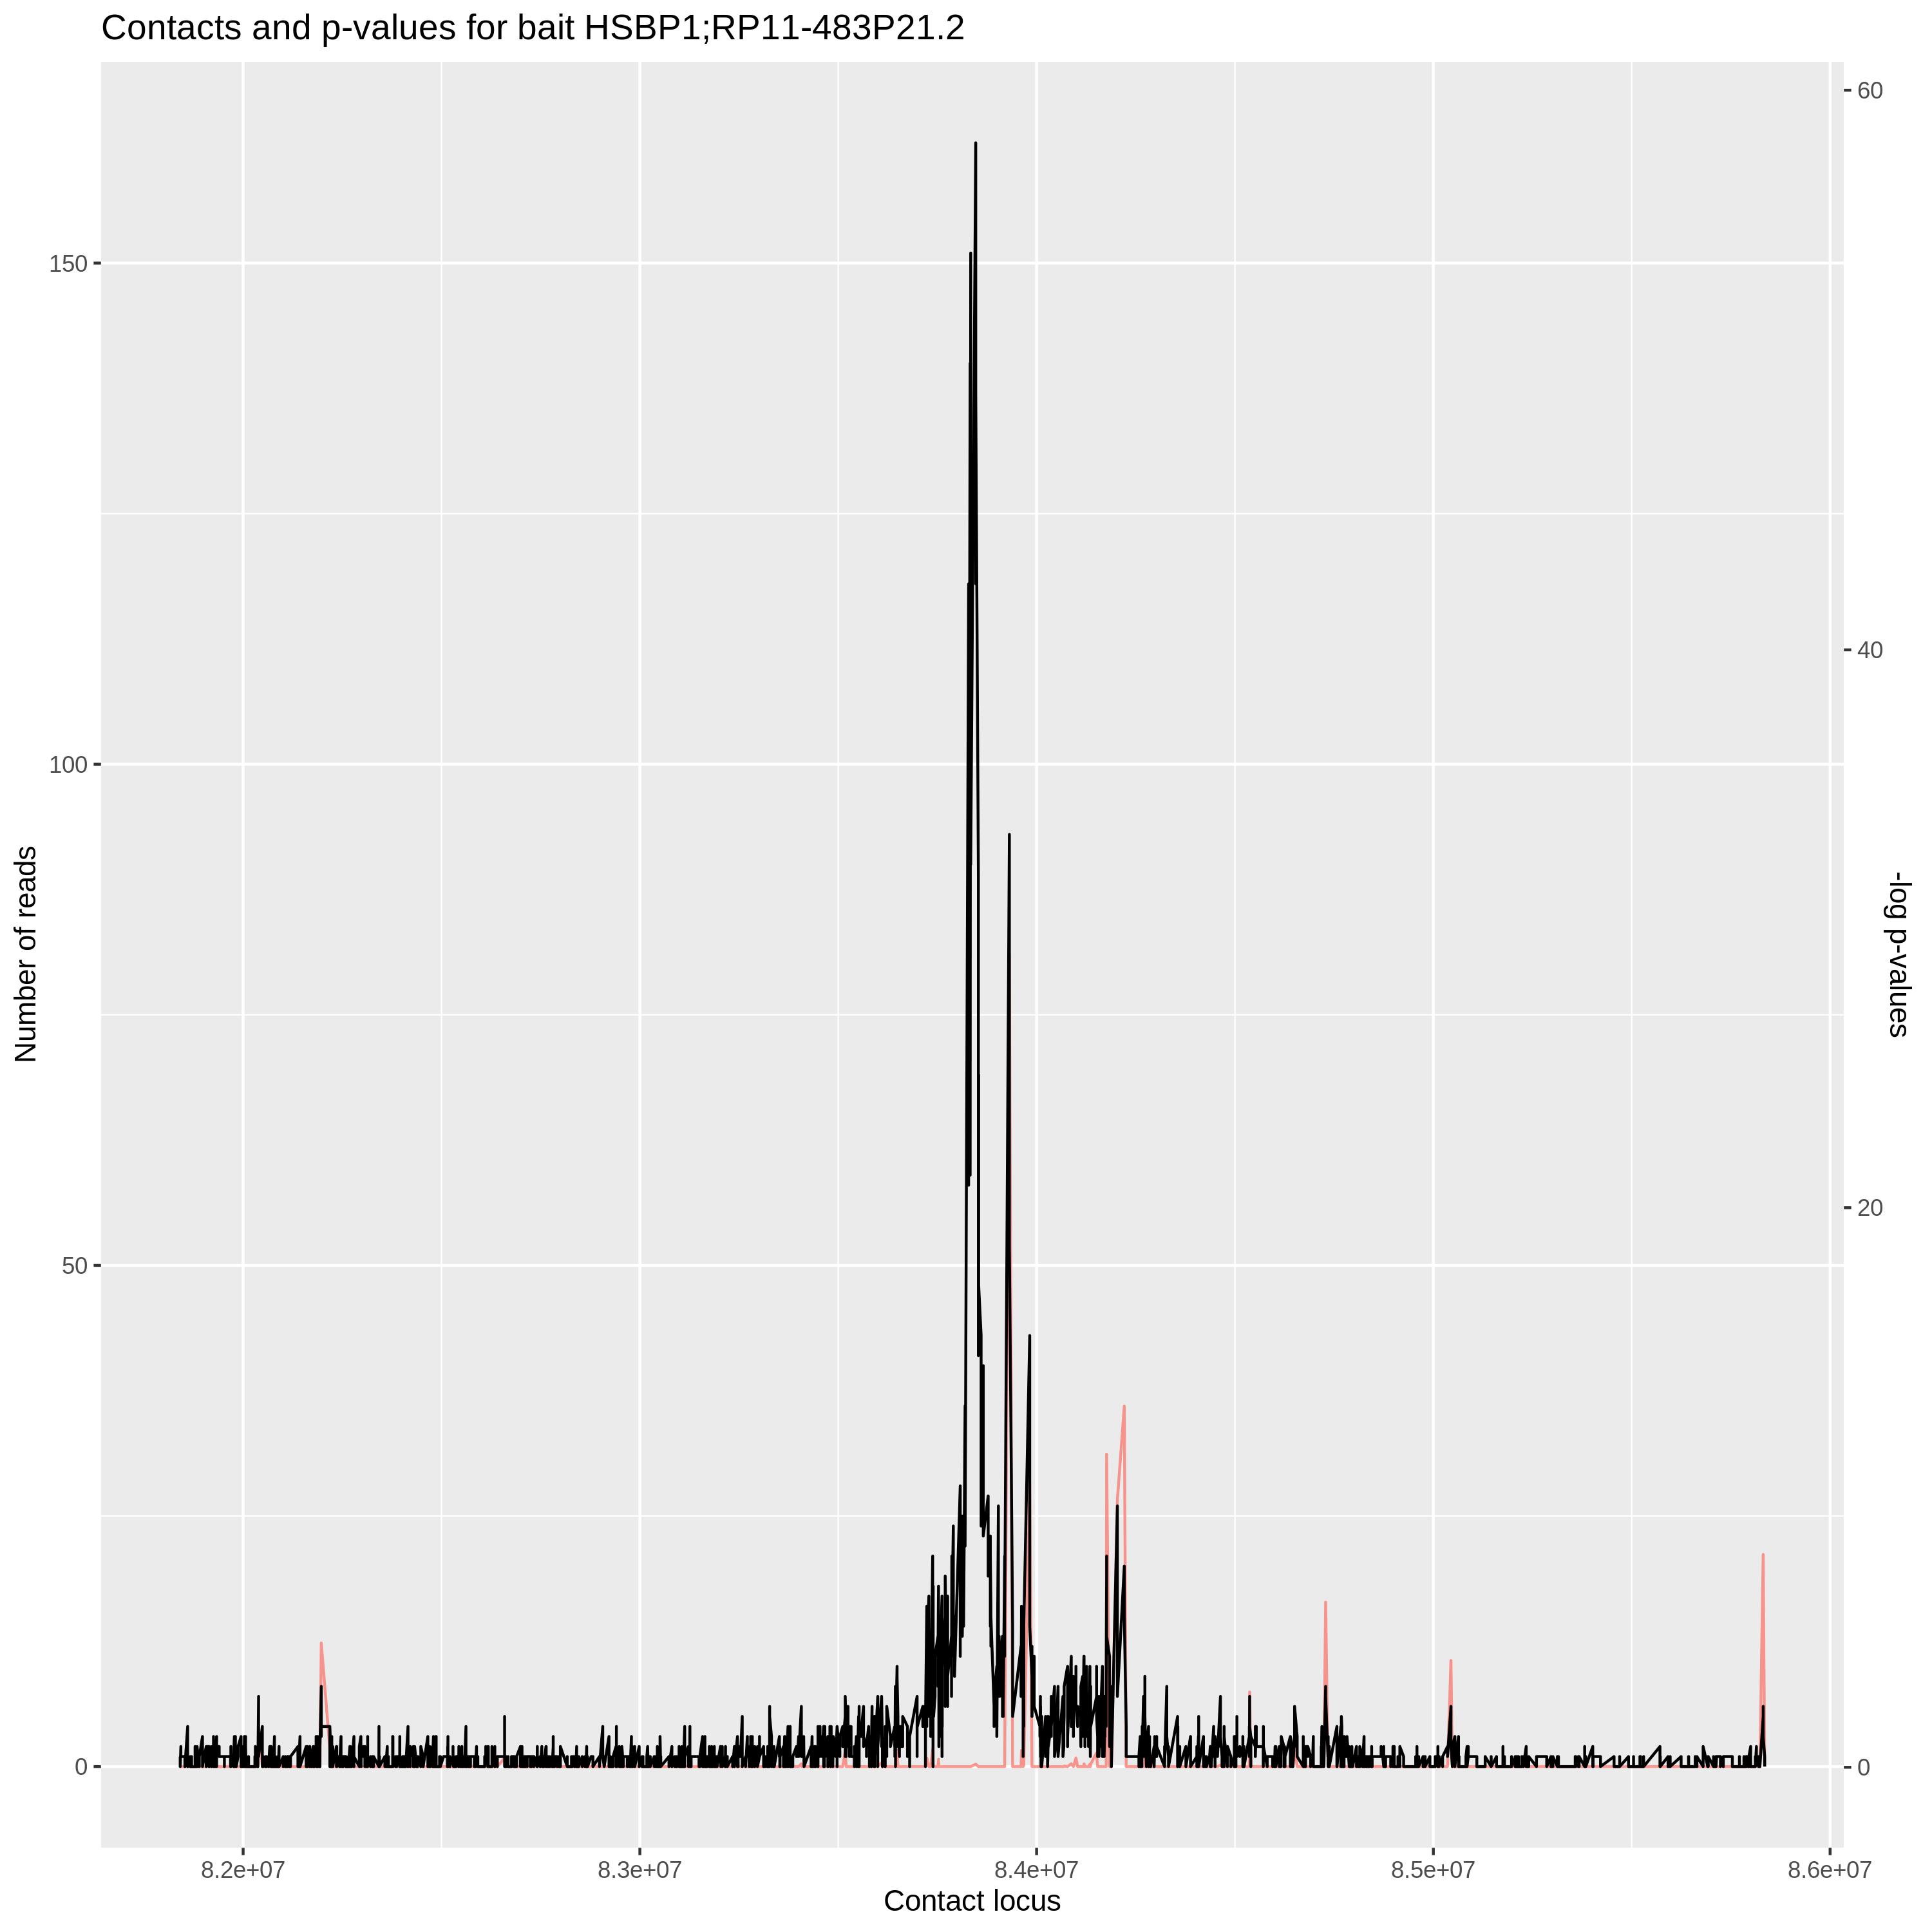 Contacts and p-values for bait HSBP1;RP11-483P21.2
60
150
40
100
Number of reads
-log p-values
20
50
0
0
8.2e+07
8.3e+07
8.4e+07
8.5e+07
8.6e+07
Contact locus